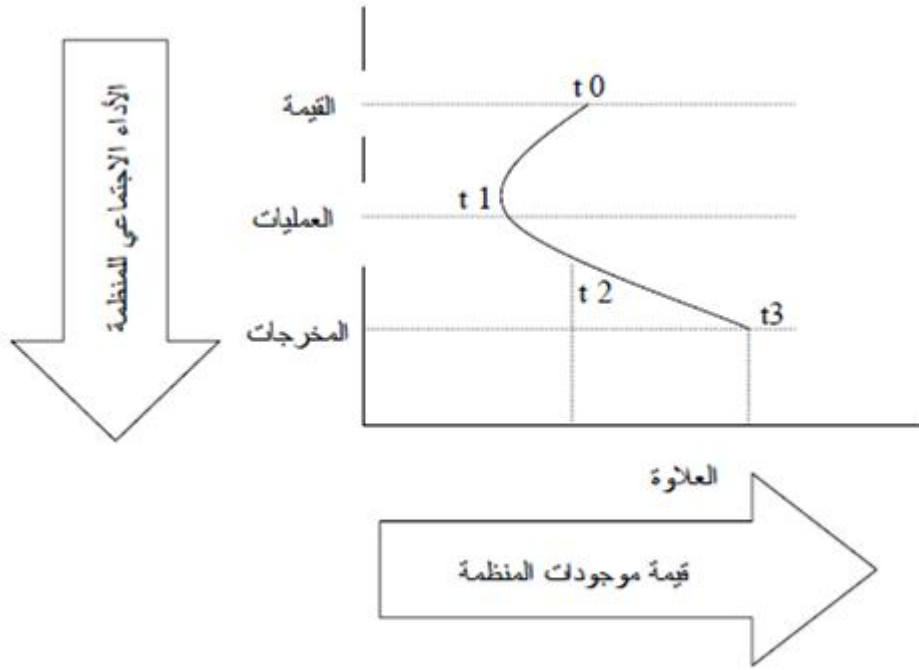 الأداء الاجتماعي للمنظمة
القيمة
t 0
العمليات
t 1
t 2
المخرجات
t3
العلاوة
قيمة موجودات المنظمة